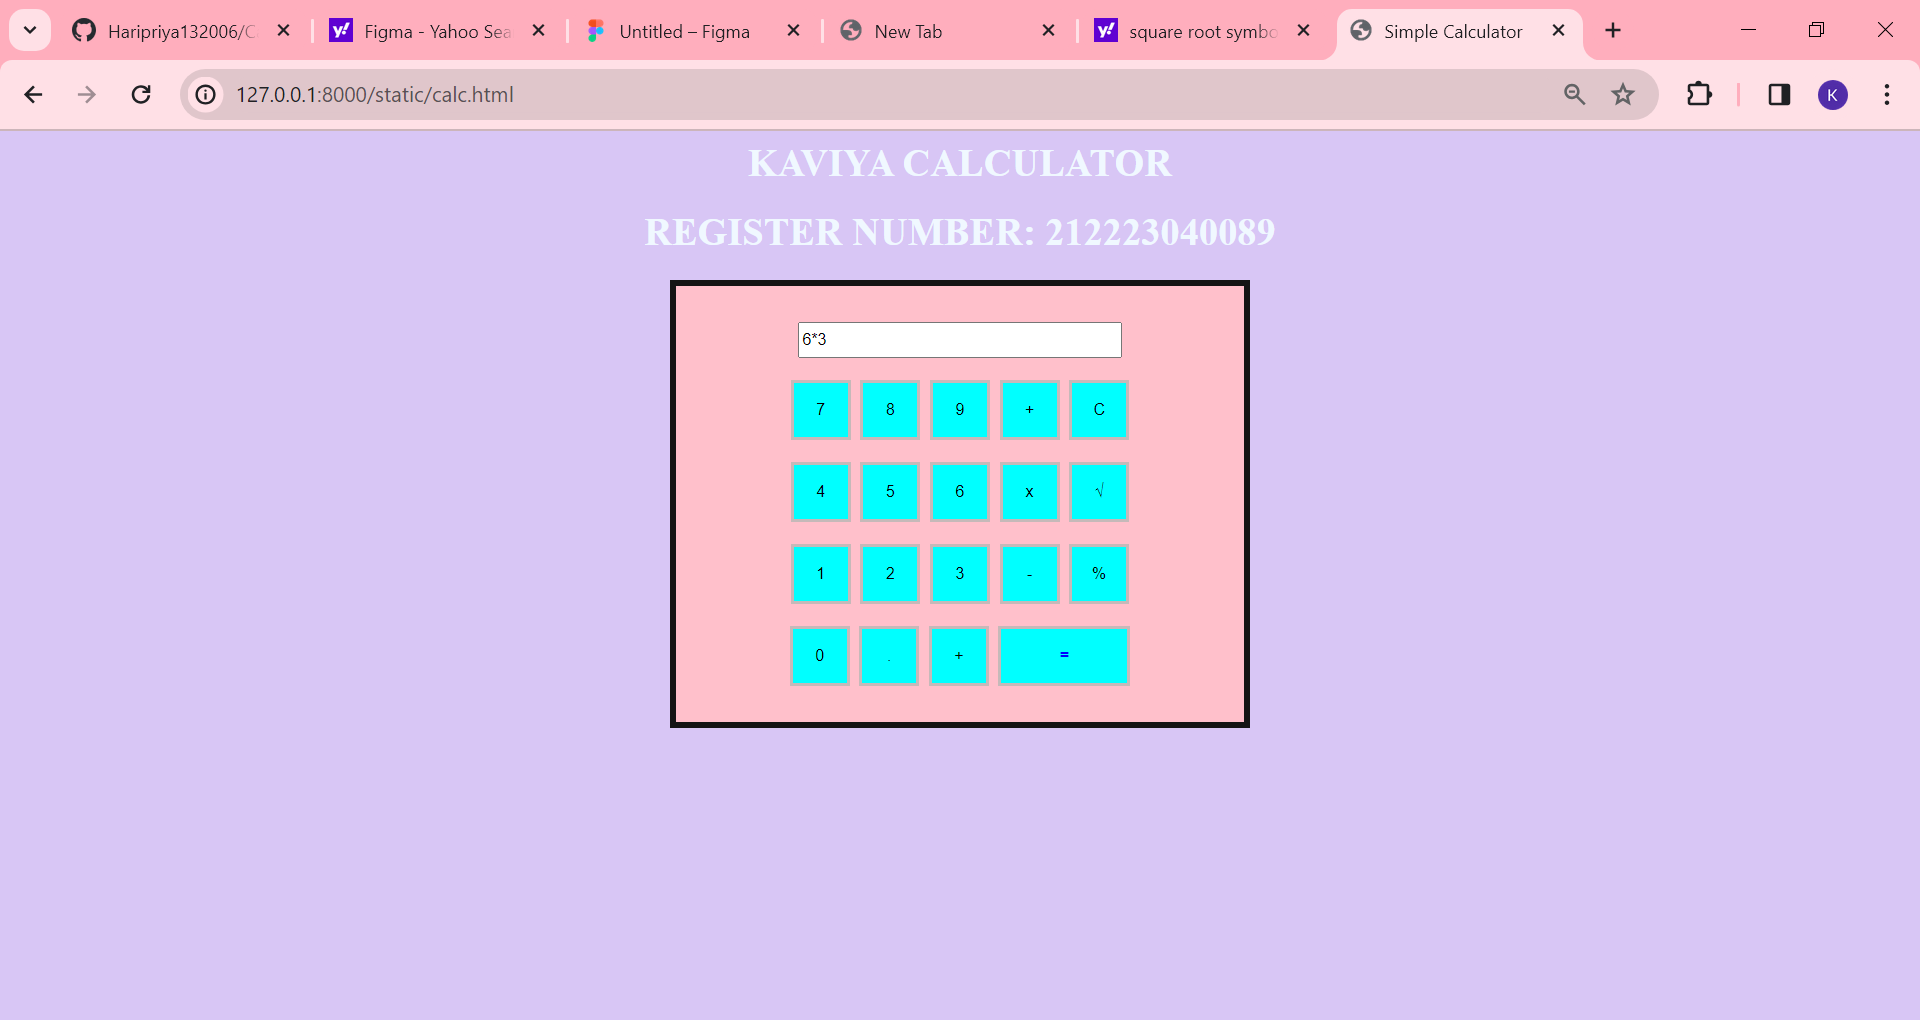 Haripriya132006/C
Figma - Yahoo Sea
Untitled – Figma
New Tab
square root symbo
Simple Calculator
127.0.0.1:8000/static/calc.html
K
KAVIYA CALCULATOR
REGISTER NUMBER: 212223040089
6*3
7 8 9 + C
4 5 6 x √
1 2 3 - %
0 . + =